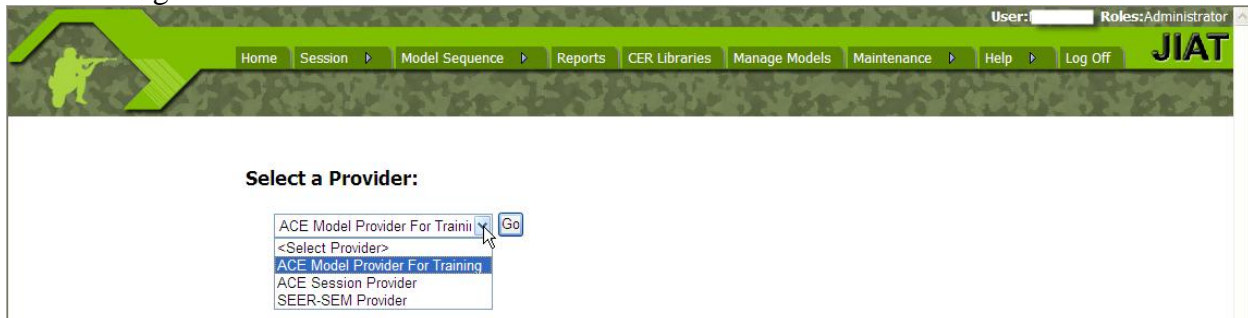 User: Roles:Administrator
JIAT
Home Session Model Sequence Reports CER Libraries Manage Models Maintenance Help Log Off
Select a Provider:
ACE Model Provider For Trainii Go
<Select Provider>
ACE Model Provider For Training
ACE Session Provider
SEER-SEM Provider